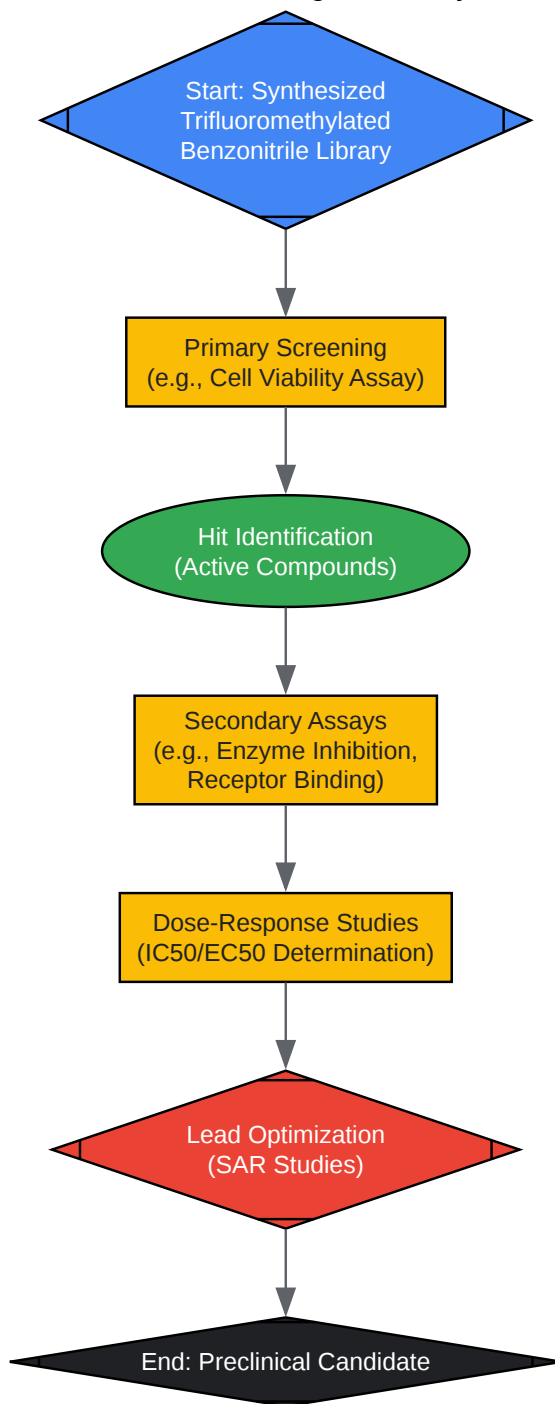 Start: Synthesized
Trifluoromethylated
Benzonitrile Library
Primary Screening
(e.g., Cell Viability Assay)
Hit Identification
(Active Compounds)
Secondary Assays
(e.g., Enzyme Inhibition,
Receptor Binding)
Dose-Response Studies
(IC50/EC50 Determination)
Lead Optimization
(SAR Studies)
End: Preclinical Candidate